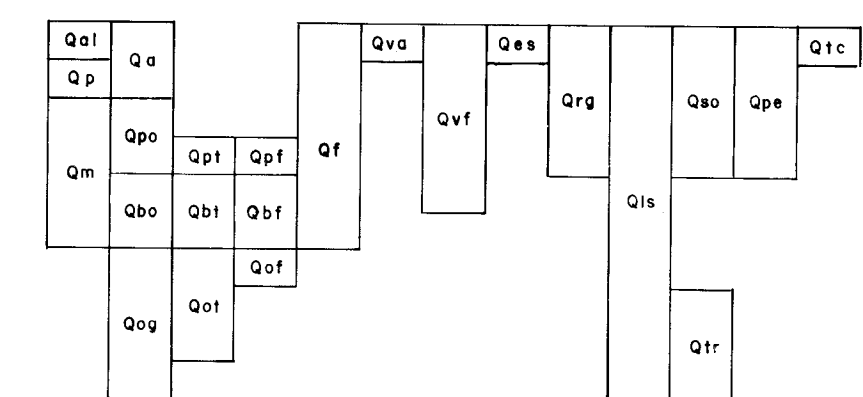 Qal Qa Qva Qes Qtc
Qp
Qpo Qpt Qpf Qf Qvf Qrg Qso Qpe
Qm
Qbo Qbt Qbf Qls
Qof
Qog Qot
Qtr